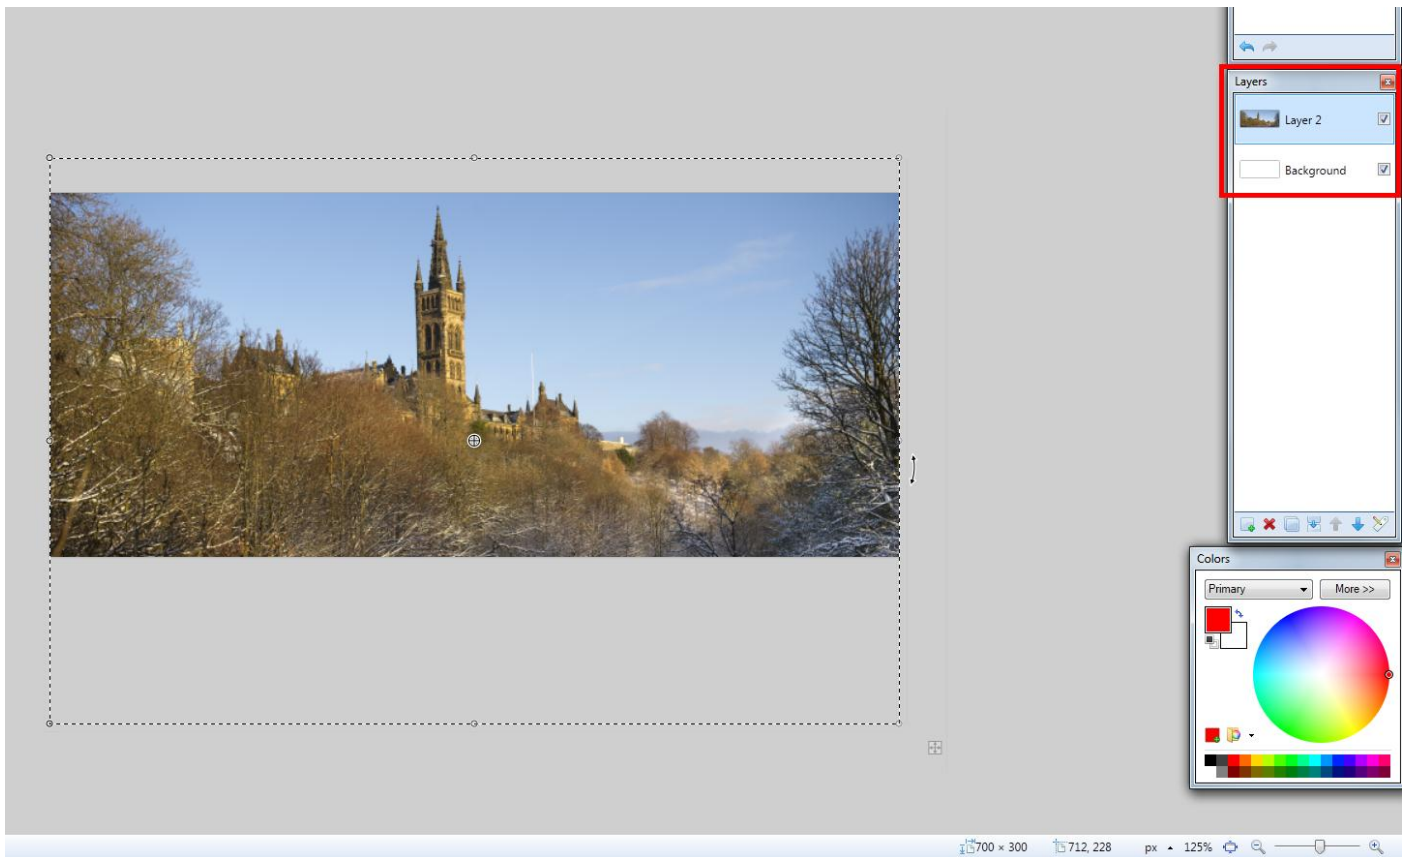 Layers
Layer 2
Background
Colors
Primary
More >>
700 × 300
712, 228
px
125%